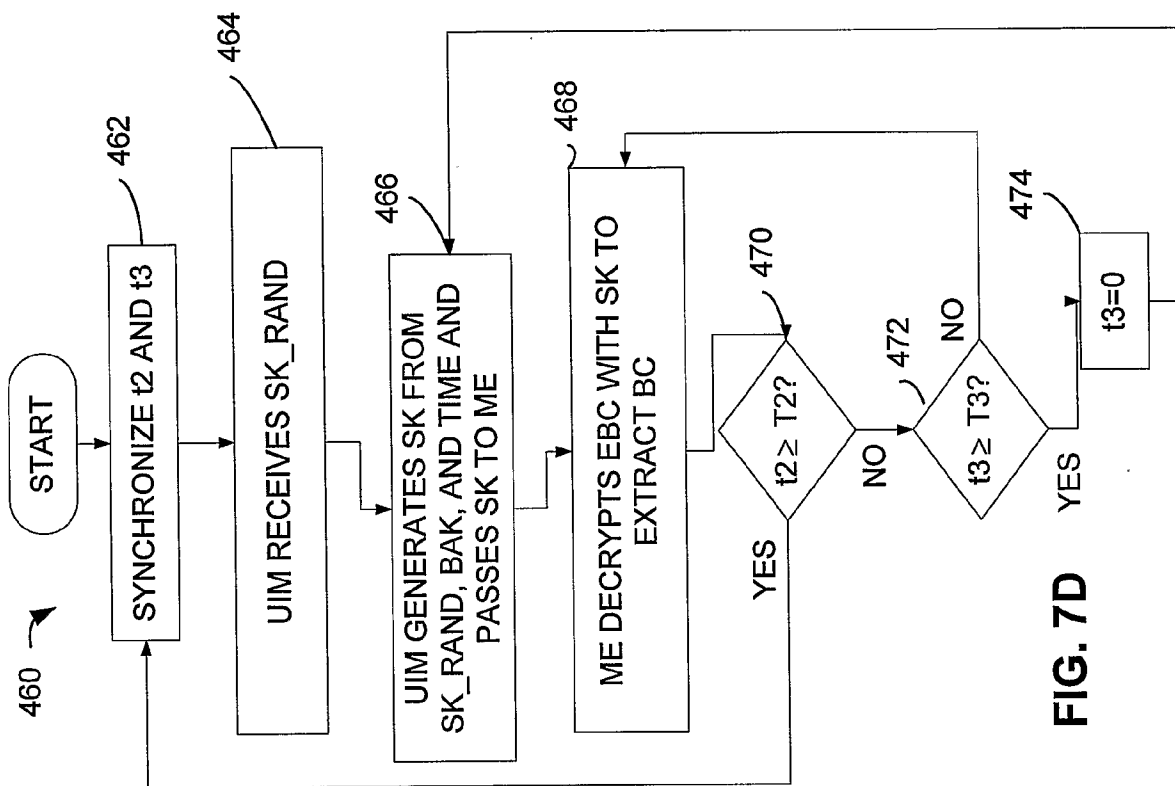 460
START
462
SYNCHRONIZE t2 AND t3
464
UIM RECEIVES SK_RAND
466
UIM GENERATES SK FROM
SK_RAND, BAK, AND TIME AND
PASSES SK TO ME
468
ME DECRYPTS EBC WITH SK TO
EXTRACT BC
470
t2 ≥ T2?
YES
NO
472
t3 ≥ T3?
NO
YES
474
t3=0
FIG. 7D